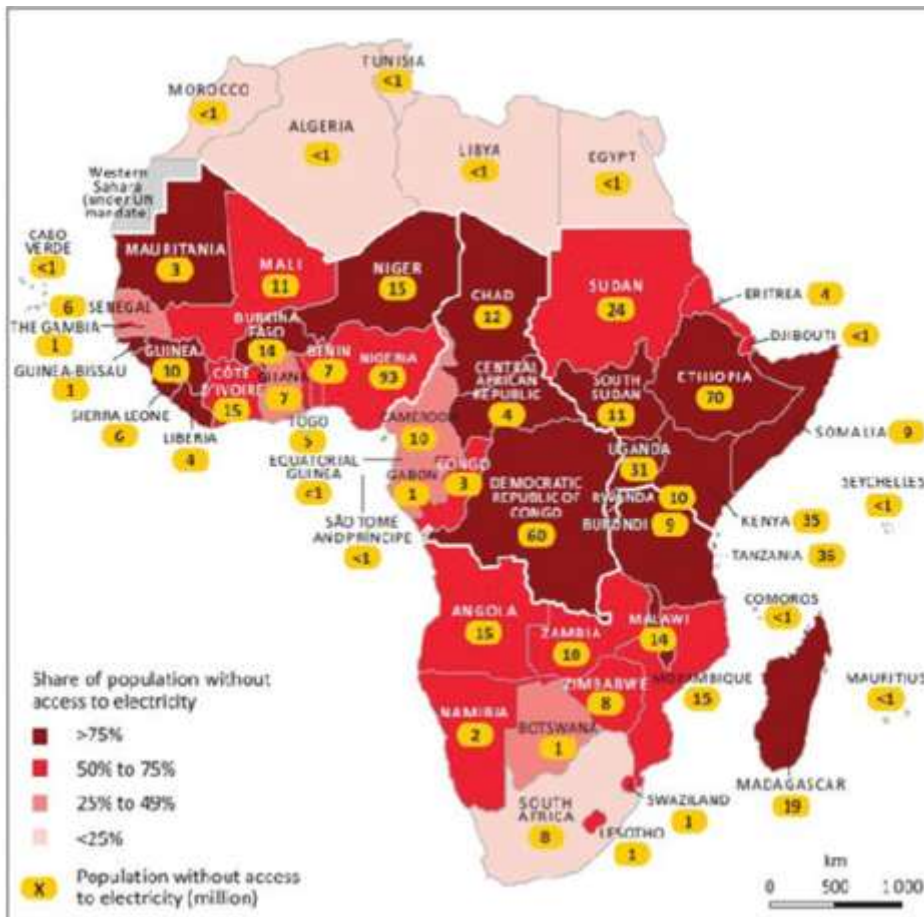 TUNISIA
<1
MOROCCO
<1
ALGERIA
<1
LIBYA
<1
EGYPT
<1
Western
Sahara
(under UN
mandate)
CABO
VERDE
<1
MAURITANIA
3
MALI
11
NIGER
15
CHAD
12
SUDAN
24
ERITREA 4
DJIBOUTI <1
6 SENEGAL
THE GAMBIA
1
GUINEA-BISSAU
1
GUINEA
10
SIERRA LEONE
6
LIBERIA
4
CÔTE
D'IVOIRE
15
BURKINA
FASO
14
GHANA
7
TOGO
BENIN
7
NIGERIA
93
CAMEROON
10
EQUATORIAL
GUINEA
<1
SÃO TOME
AND PRÍNCIPE
<1
GABON
1
CONGO
3
CENTRAL
AFRICAN
REPUBLIC
4
SOUTH
SUDAN
11
ETHIOPIA
70
SOMALIA 9
UGANDA
31
DEMOCRATIC
REPUBLIC OF
CONGO
60
RWANDA 10
BURUNDI 9
KENYA 35
TANZANIA 36
SEYCHELLES
<1
COMOROS
<1
ANGOLA
15
ZAMBIA
10
MALAWI
14
MOZAMBIQUE
15
ZIMBABWE
8
MAURITIUS
<1
NAMIBIA
2
BOTSWANA
1
MADAGASCAR
19
SOUTH
AFRICA
8
SWAZILAND
1
LESOTHO
1
Share of population without
access to electricity
>75%
50% to 75%
25% to 49%
<25%
X Population without access
to electricity (million)
km
0 500 1 000